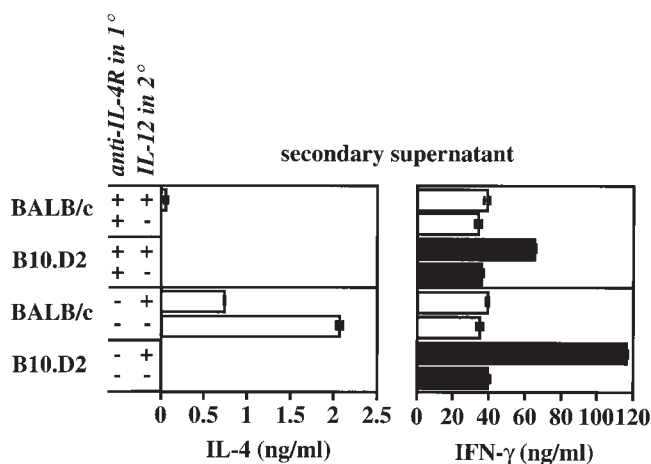 anti-IL-4R in 1°
IL-12 in 2°
secondary supernatant
BALB/c
+ +
+ -
B10.D2
+ +
+ -
BALB/c
- +
- -
B10.D2
- +
- -
0 0.5 1 1.5 2 2.5
IL-4 (ng/ml)
0 20 40 60 80 100 120
IFN-γ (ng/ml)